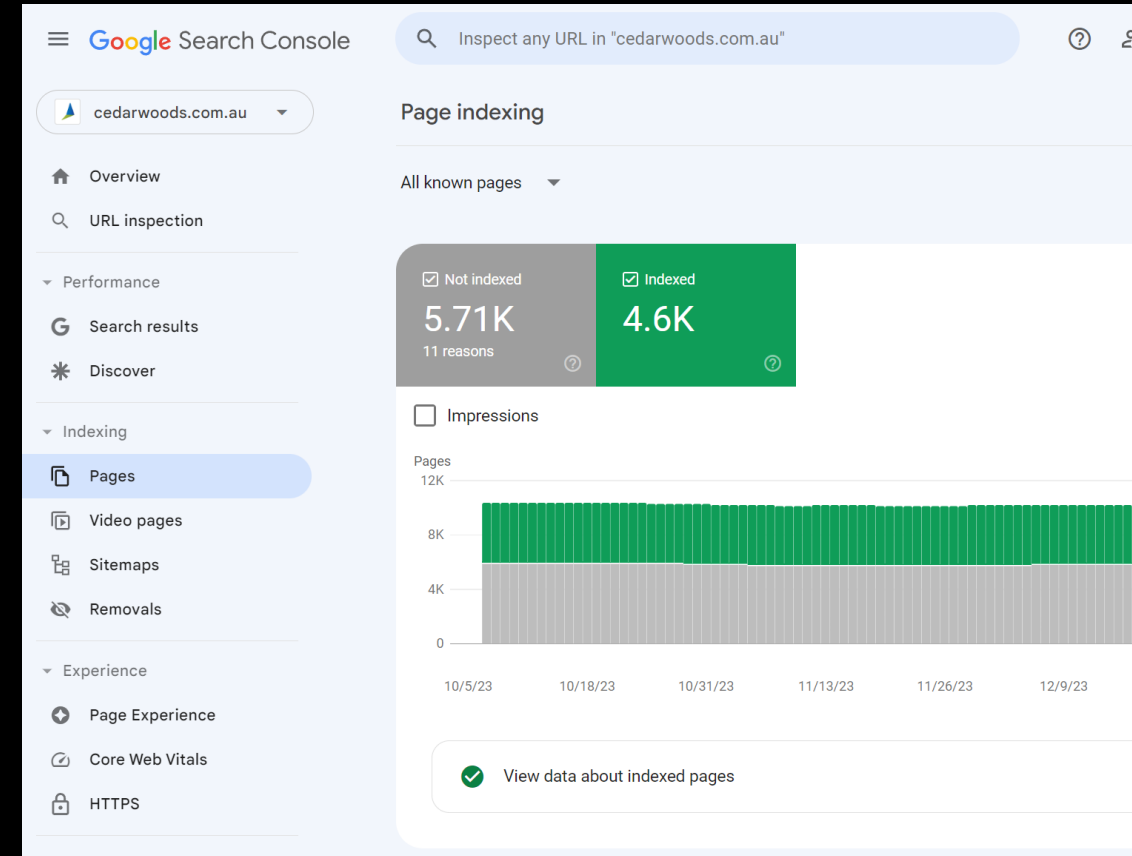 Google Search Console
Inspect any URL in "cedarwoods.com.au"
cedarwoods.com.au
Page indexing
Overview
All known pages
URL inspection
Performance
Search results
Discover
Indexing
Pages
Video pages
Sitemaps
Removals
Experience
Page Experience
Core Web Vitals
HTTPS
Not indexed
5.71K
11 reasons
Indexed
4.6K
Impressions
Pages
12K
8K
4K
0
10/5/23 10/18/23 10/31/23 11/13/23 11/26/23 12/9/23
View data about indexed pages